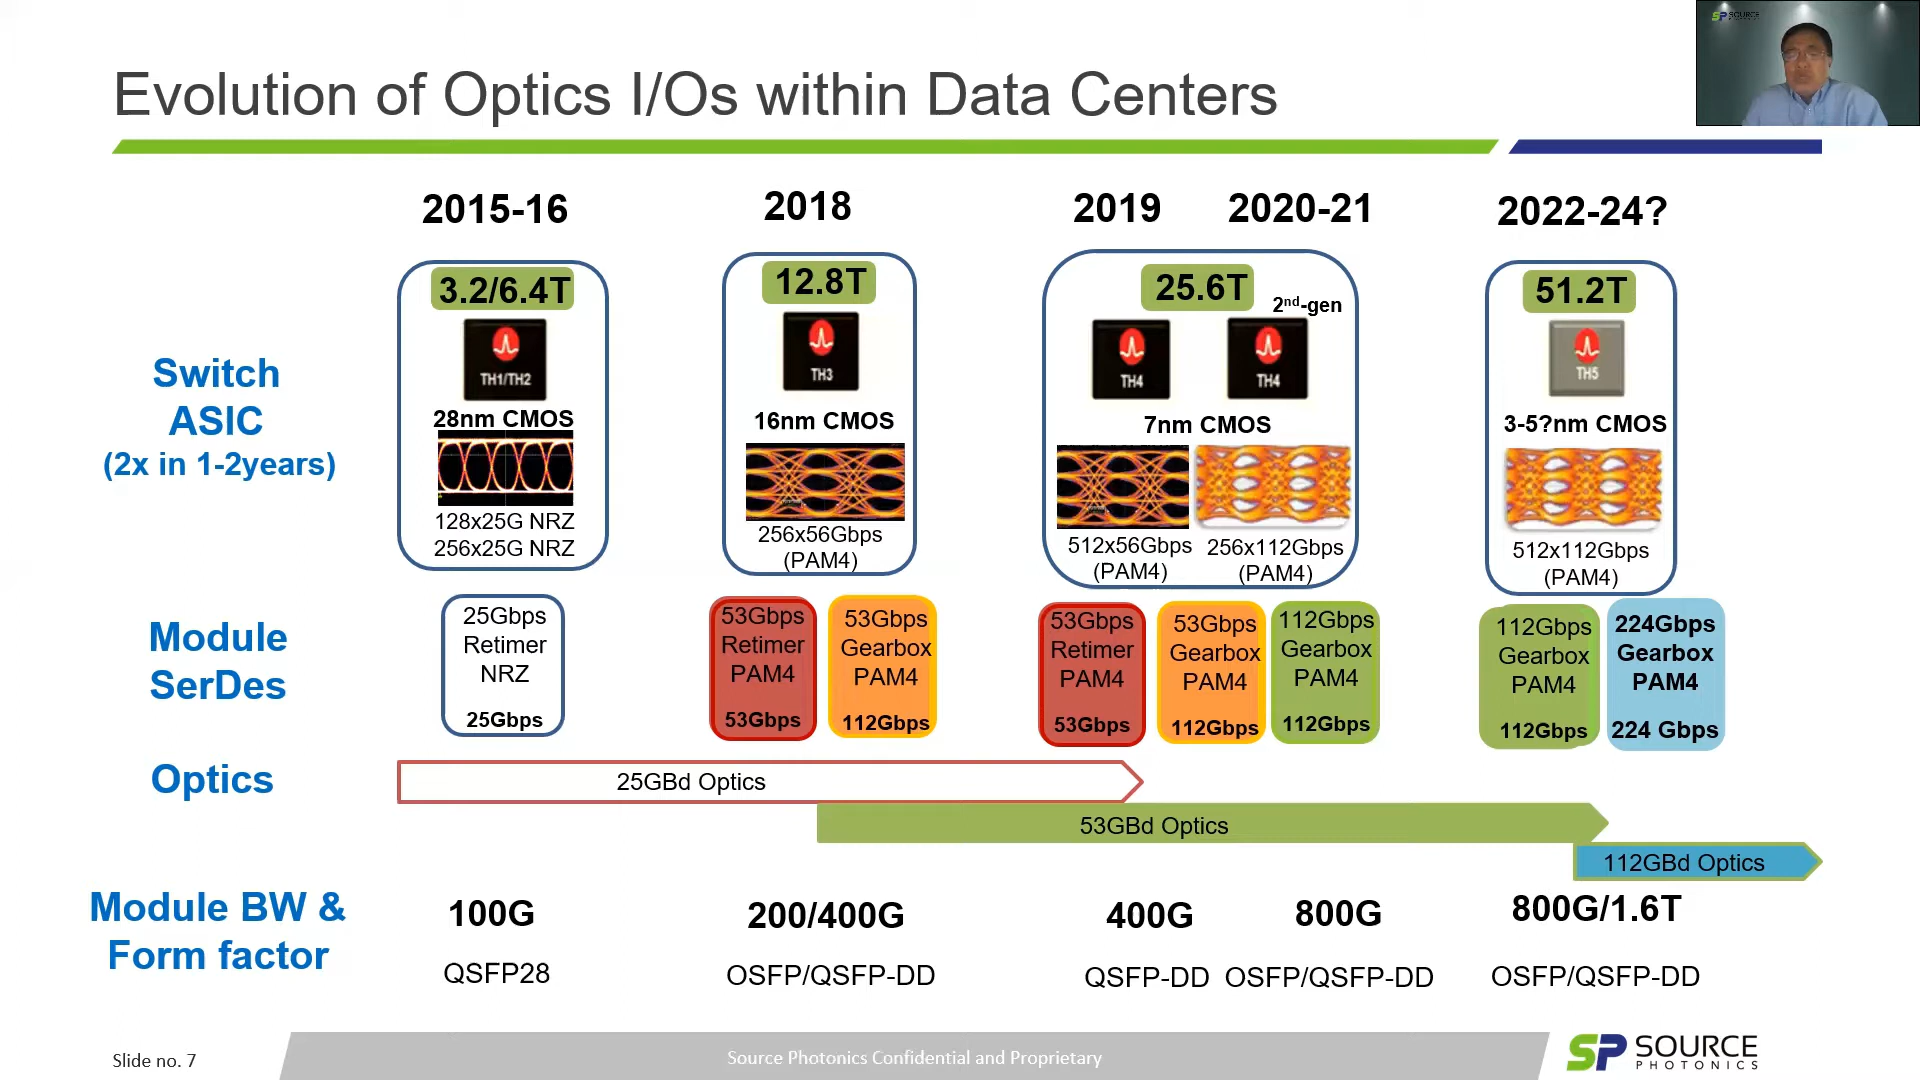 SP SOURCE
Evolution of Optics I/Os within Data Centers
2015-16
2018
2019
2020-21
2022-24?
Switch
ASIC
(2x in 1-2years)
3.2/6.4T
TH1/TH2
28nm CMOS
128x25G NRZ
256x25G NRZ
12.8T
TH3
16nm CMOS
256x56Gbps
(PAM4)
25.6T
2nd-gen
TH4
TH4
7nm CMOS
512x56Gbps
(PAM4)
256x112Gbps
(PAM4)
51.2T
TH5
3-5?nm CMOS
512x112Gbps
(PAM4)
Module
SerDes
25Gbps
Retimer
NRZ
25Gbps
53Gbps
Retimer
PAM4
53Gbps
53Gbps
Gearbox
PAM4
112Gbps
53Gbps
Retimer
PAM4
53Gbps
53Gbps
Gearbox
PAM4
112Gbps
112Gbps
Gearbox
PAM4
112Gbps
112Gbps
Gearbox
PAM4
112Gbps
224Gbps
Gearbox
PAM4
224 Gbps
Optics
25GBd Optics
53GBd Optics
112GBd Optics
Module BW &
Form factor
100G
QSFP28
200/400G
OSFP/QSFP-DD
400G
QSFP-DD
800G
OSFP/QSFP-DD
800G/1.6T
OSFP/QSFP-DD
Slide no. 7
Source Photonics Confidential and Proprietary
SP SOURCE
PHOTONICS